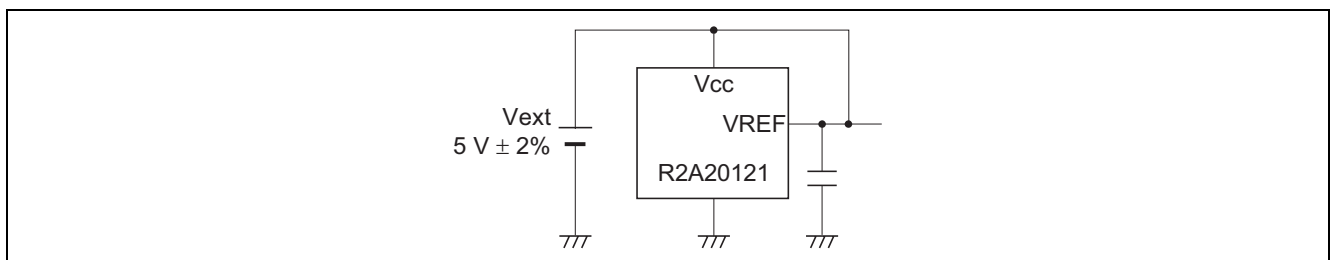 Vcc
Vext
VREF
5 V ± 2%
R2A20121